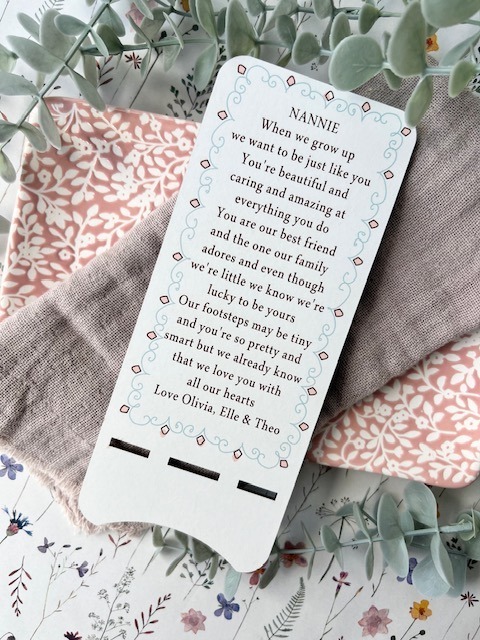 NANNIE
When we grow up
we want to be just like you
You're beautiful and
caring and amazing at
everything you do
You are our best friend
and the one our family
adores and even though
we're little we know we're
lucky to be yours
Our footsteps may be tiny
and you're so pretty and
smart but we already know
that we love you with
all our hearts
Love Olivia, Elle & Theo